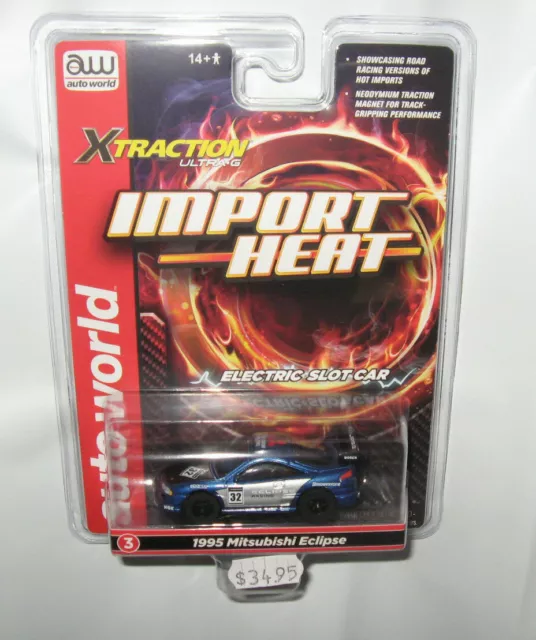 aw
auto world
14+
SHOWCASING ROAD
RACING VERSIONS OF
HOT IMPORTS
NEODYMIUM TRACTION
MAGNET FOR TRACK-
GRIPPING PERFORMANCE
XTRACTION
ULTRA-G
IMPORT
HEAT
auto world
ELECTRIC SLOT CAR
32
3
1995 Mitsubishi Eclipse
$34.95